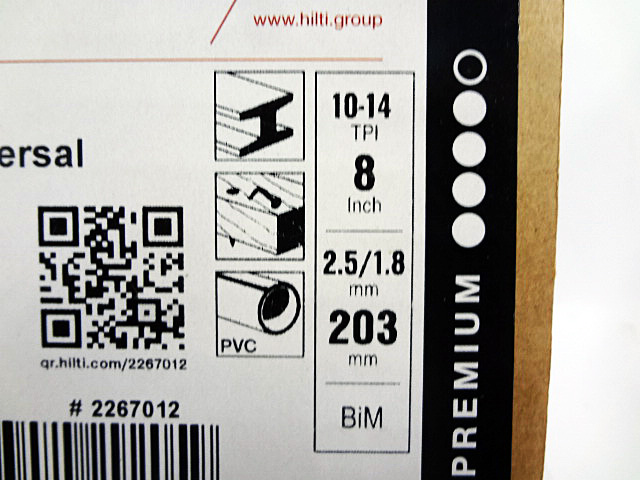 www.hilti.group
ersal
10-14
TPI
8
Inch
2.5/1.8
mm
203
mm
BiM
PVC
qr.hilti.com/2267012
# 2267012
PREMIUM